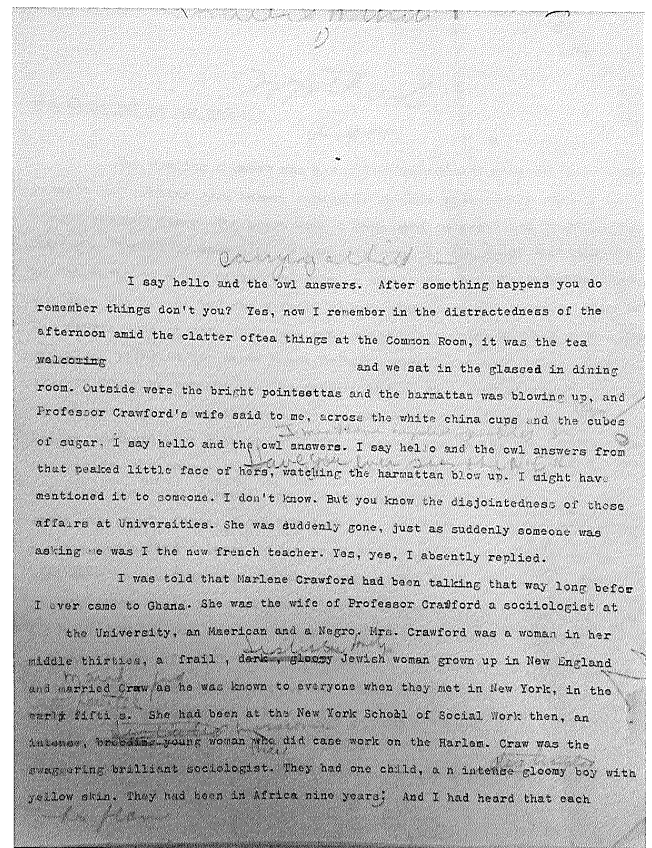 I say hello and the owl answers. After something happens you do
remember things don't you? Yes, now I remember in the distractedness of the
afternoon amid the clatter oftea things at the Common Room, it was the tea
welcoming and we sat in the glassed in dining
room. Outside were the bright pointsettas and the harmattan was blowing up, and
Professor Crawford's wife said to me, across the white china cups and the cubes
of sugar. I say hello and the owl answers. I say hello and the owl answers from
that peaked little face of hers, watching the harmattan blow up. I might have
mentioned it to someone. I don't know. But you know the disjointedness of these
affairs at Universities. She was suddenly gone, just as suddenly someone was
asking me was I the new french teacher. Yes, yes, I absently replied.
I was told that Marlene Crawford had been talking that way long befor
I ever came to Ghana. She was the wife of Professor Crawford a sociiologist at
the University, an Maerican and a Negro. Mrs. Crawford was a woman in her
middle thirties, a frail , dark gloomy Jewish woman grown up in New England
and married Craw as he was known to everyone when they met in New York, in the
early fifti s. She had been at the New York School of Social Work then, an
intense, young woman who did case work on the Harlem. Craw was the
swaggering brilliant sociologist. They had one child, a n intense gloomy boy with
yellow skin. They had been in Africa nine years; And I had heard that each